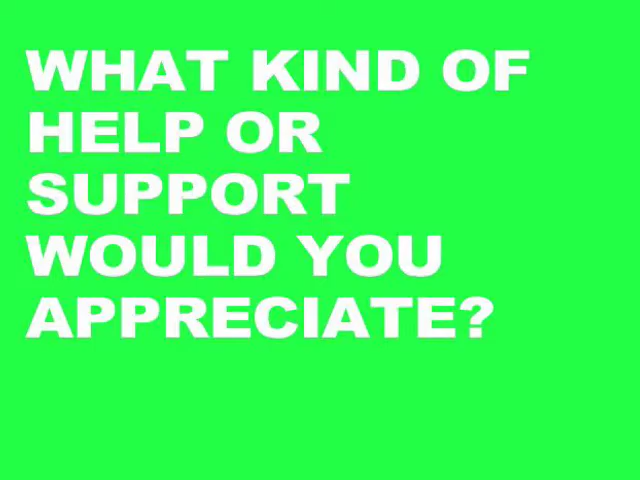 WHAT KIND OF
HELP OR
SUPPORT
WOULD YOU
APPRECIATE?